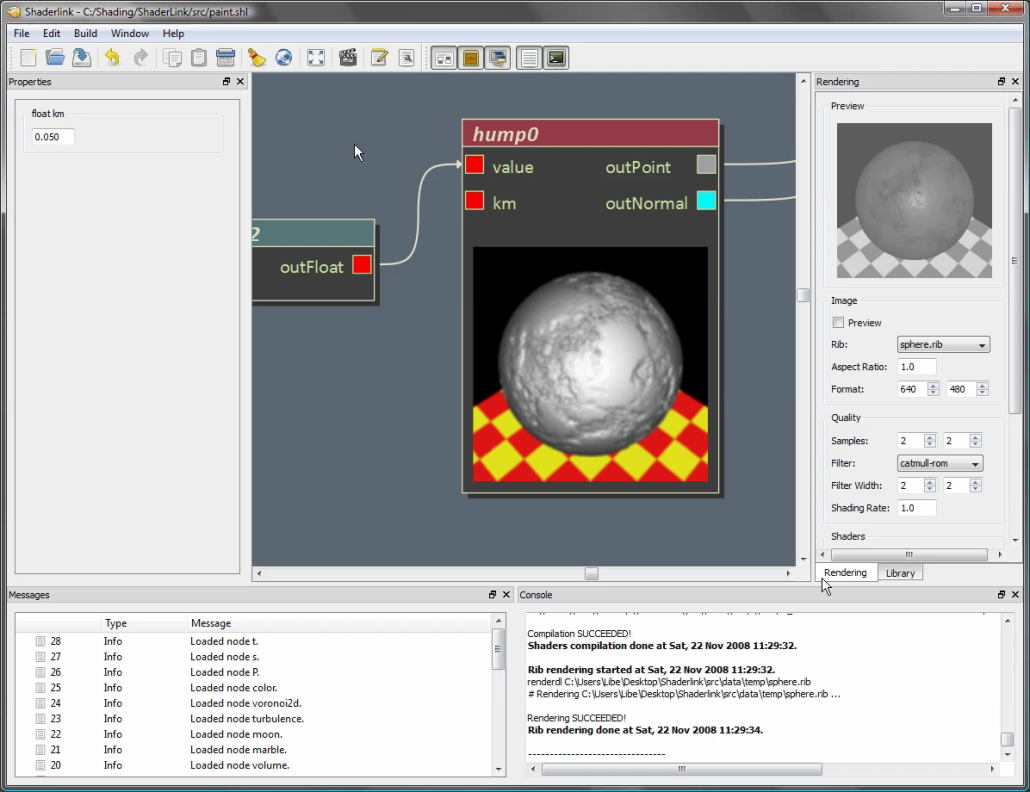 Shaderlink - C:/Shading/ShaderLink/src/paint.shl
File Edit Build Window Help
Properties
float km
0.050
2
outFloat
hump0
value outPoint
km outNormal
Rendering
Preview
Image
Preview
Rib: sphere.rib
Aspect Ratio: 1.0
Format: 640 480
Quality
Samples: 2 2
Filter: catmull-rom
Filter Width: 2 2
Shading Rate: 1.0
Shaders
Rendering Library
Messages
Type Message
28 Info Loaded node t.
27 Info Loaded node s.
26 Info Loaded node P.
25 Info Loaded node color.
24 Info Loaded node voronoi2d.
23 Info Loaded node turbulence.
22 Info Loaded node moon.
21 Info Loaded node marble.
20 Info Loaded node volume.
Console
Compilation SUCCEEDED!
Shaders compilation done at Sat, 22 Nov 2008 11:29:32.
Rib rendering started at Sat, 22 Nov 2008 11:29:32.
renderdl C:\Users\Libe\Desktop\Shaderlink\src\data\temp\sphere.rib
# Rendering C:\Users\Libe\Desktop\Shaderlink\src\data\temp\sphere.rib ...
Rendering SUCCEEDED!
Rib rendering done at Sat, 22 Nov 2008 11:29:34.
--------------------------------